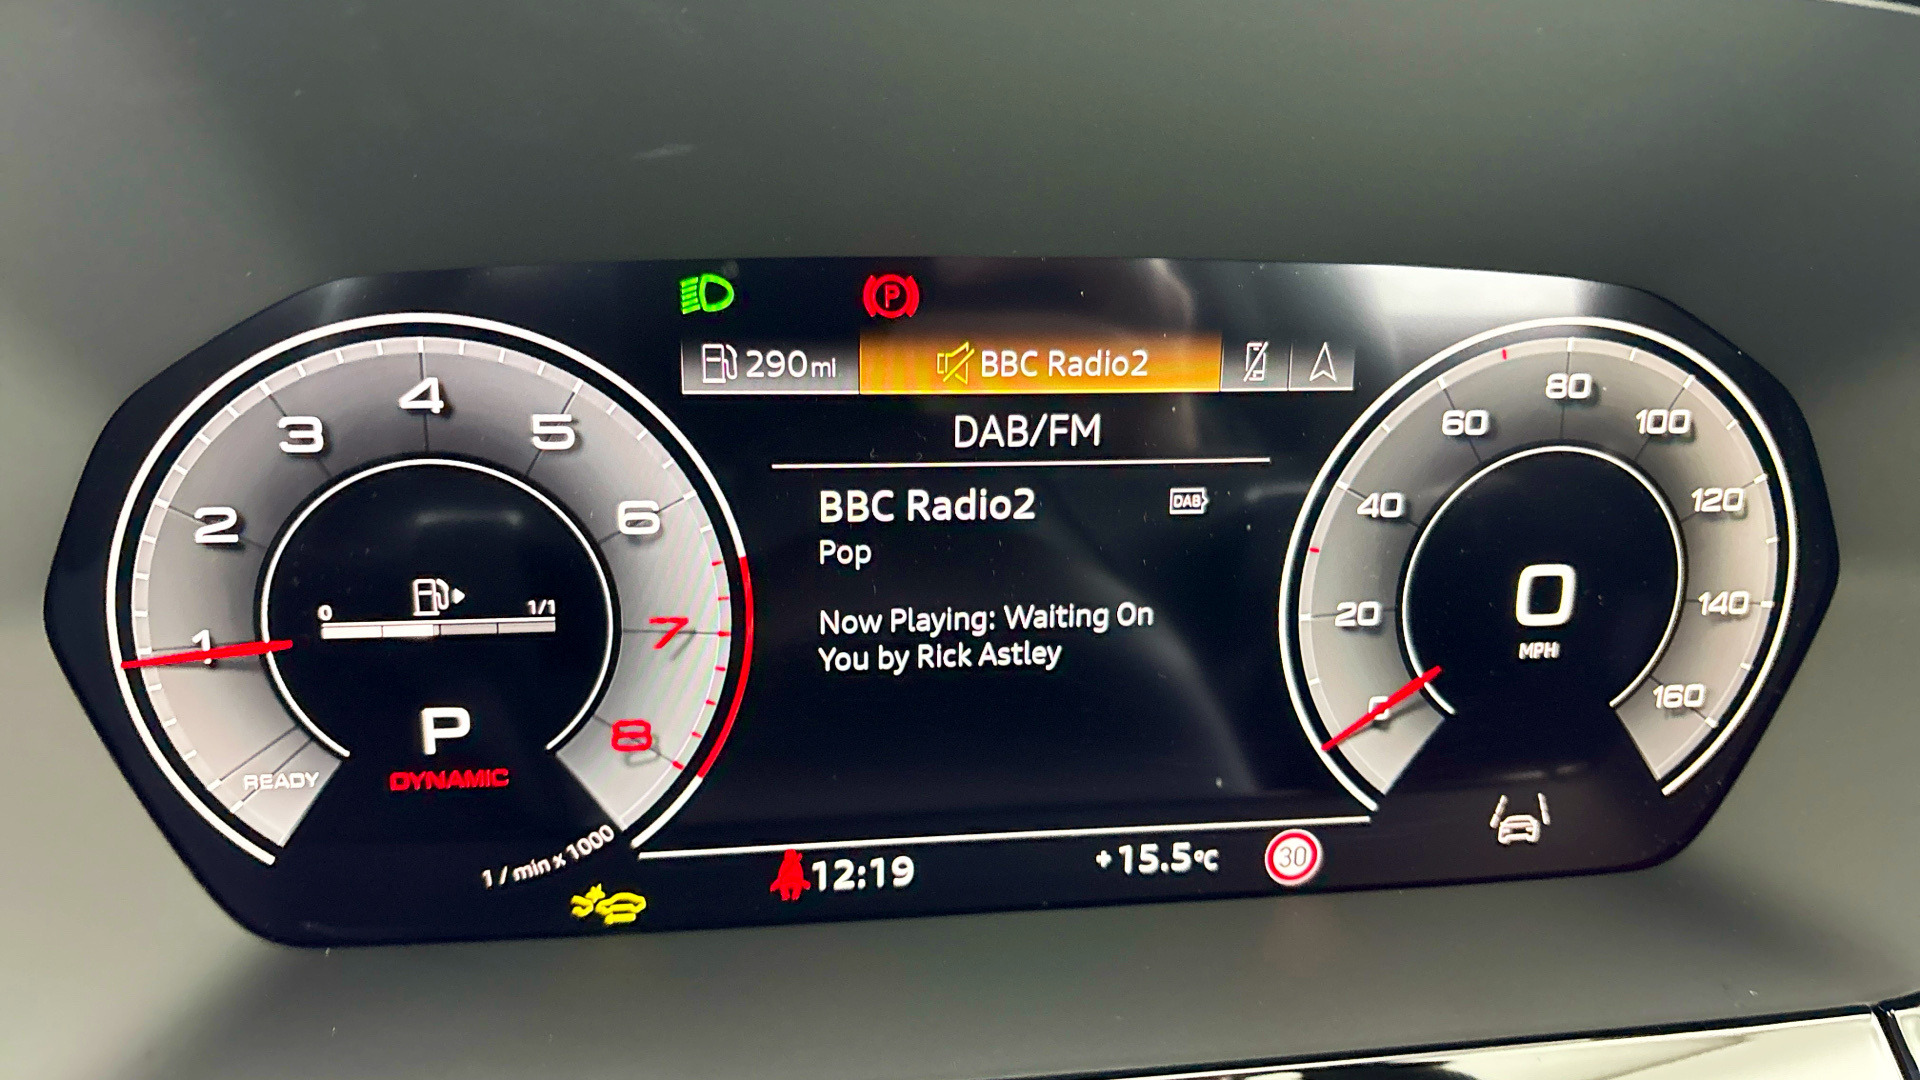 P
290mi
BBC Radio2
DAB/FM
BBC Radio2
DAB
Pop
Now Playing: Waiting On
You by Rick Astley
1
2
3
4
5
6
7
8
0
1/1
P
DYNAMIC
READY
1 / min x 1000
0
20
40
60
80
100
120
140
160
0
MPH
12:19
+15.5°C
30